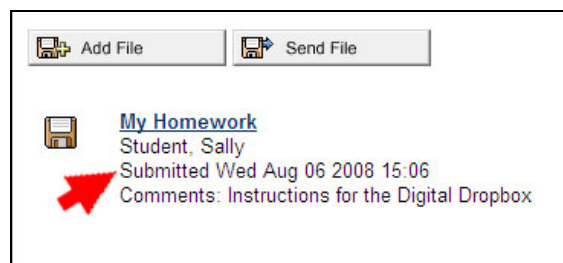 Add File Send File
My Homework
Student, Sally
Submitted Wed Aug 06 2008 15:06
Comments: Instructions for the Digital Dropbox